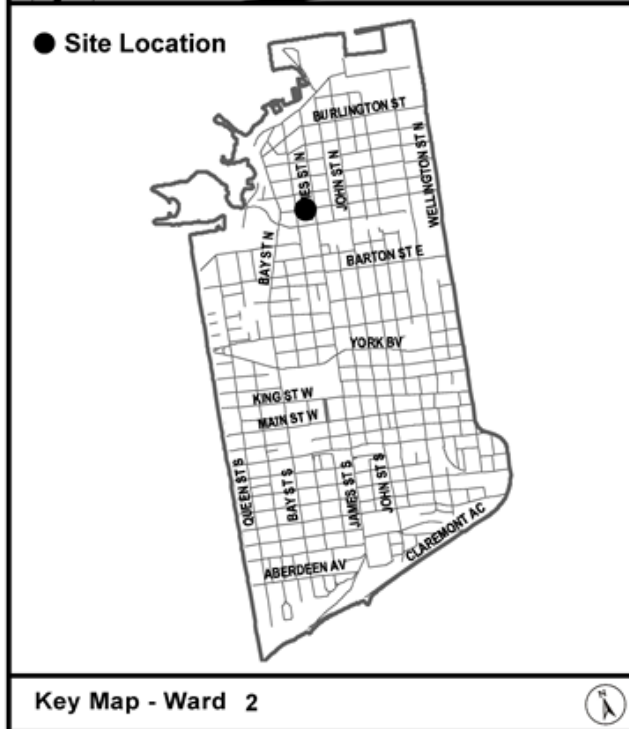 Site Location
BURLINGTON ST
ES ST N
JOHN ST N
WELLINGTON ST N
BAY ST N
BARTON ST E
YORK BV
KING ST W
MAIN ST W
QUEEN ST S
BAY ST S
JAMES ST S
JOHN ST S
CLAREMONT AC
ABERDEEN AV
Key Map - Ward 2
N